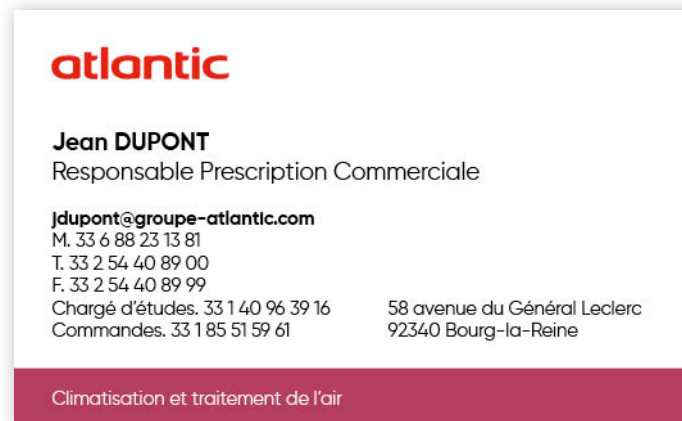 atlantic
Jean DUPONT
Responsable Prescription Commerciale
jdupont@groupe-atlantic.com
M. 33 6 88 23 13 81
T. 33 2 54 40 89 00
F. 33 2 54 40 89 99
Chargé d'études. 33 1 40 96 39 16
Commandes. 33 1 85 51 59 61
58 avenue du Général Leclerc
92340 Bourg-la-Reine
Climatisation et traitement de l'air